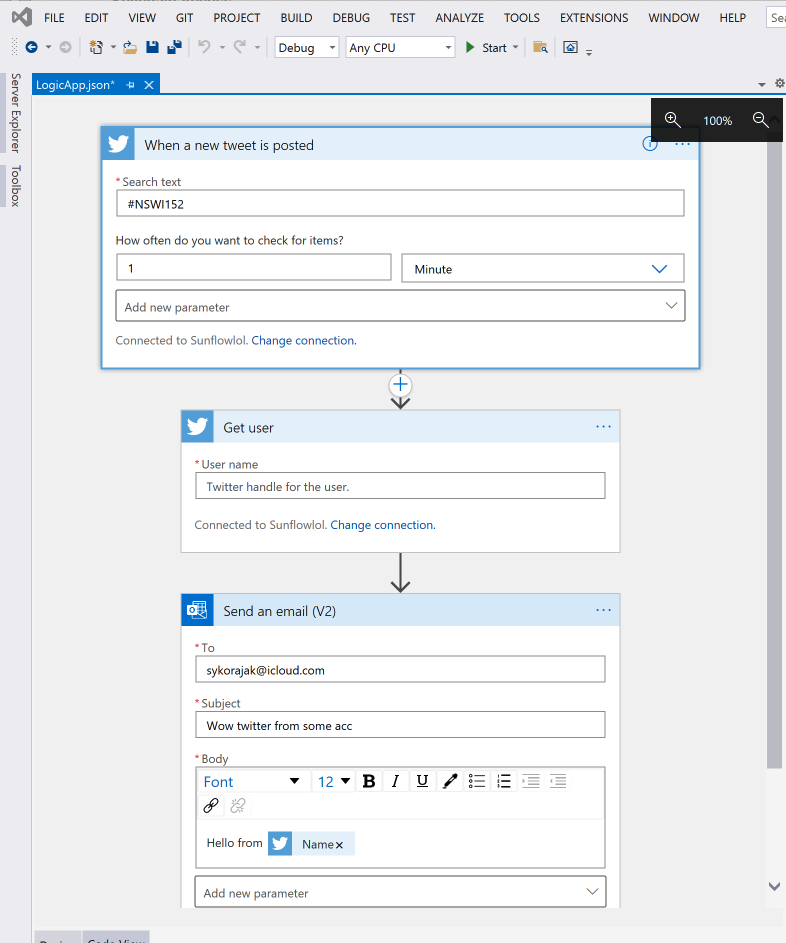 FILE EDIT VIEW GIT PROJECT BUILD DEBUG TEST ANALYZE TOOLS EXTENSIONS WINDOW HELP
Debug Any CPU Start
LogicApp.json*
Server Explorer
Toolbox
100%
When a new tweet is posted
* Search text
#NSWI152
How often do you want to check for items?
1 Minute
Add new parameter
Connected to Sunflowlol. Change connection.
Get user
* User name
Twitter handle for the user.
Connected to Sunflowlol. Change connection.
Send an email (V2)
* To
sykorajak@icloud.com
* Subject
Wow twitter from some acc
* Body
Font 12 B I U
Hello from Name ×
Add new parameter
Code View